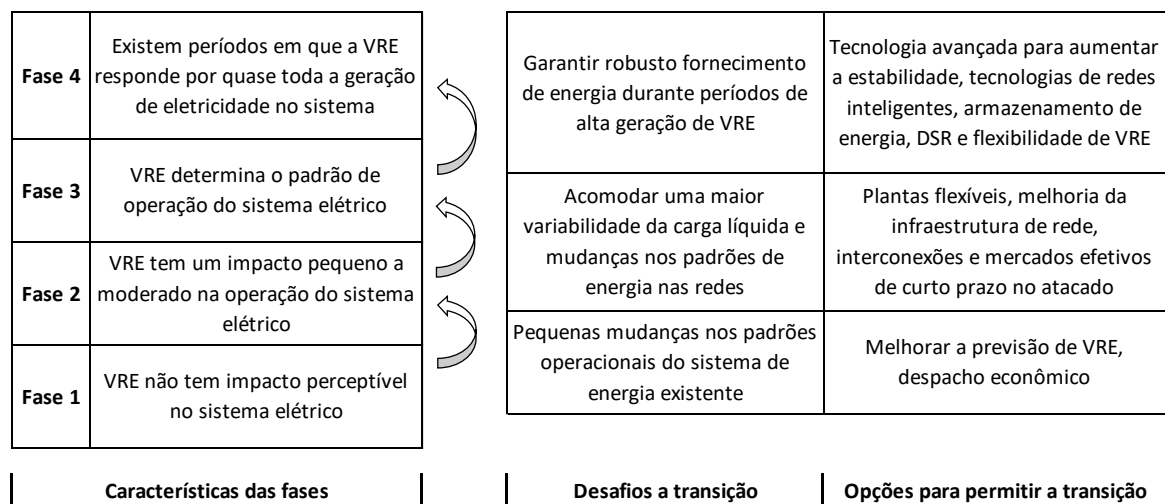 Fase 4
Existem períodos em que a VRE
responde por quase toda a geração
de eletricidade no sistema
Fase 3
VRE determina o padrão de
operação do sistema elétrico
Fase 2
VRE tem um impacto pequeno a
moderado na operação do sistema
elétrico
Fase 1
VRE não tem impacto perceptível
no sistema elétrico
Características das fases
Garantir robusto fornecimento
de energia durante períodos de
alta geração de VRE
Tecnologia avançada para aumentar
a estabilidade, tecnologias de redes
inteligentes, armazenamento de
energia, DSR e flexibilidade de VRE
Acomodar uma maior
variabilidade da carga líquida e
mudanças nos padrões de
energia nas redes
Plantas flexíveis, melhoria da
infraestrutura de rede,
interconexões e mercados efetivos
de curto prazo no atacado
Pequenas mudanças nos padrões
operacionais do sistema de
energia existente
Melhorar a previsão de VRE,
despacho econômico
Desafios a transição
Opções para permitir a transição